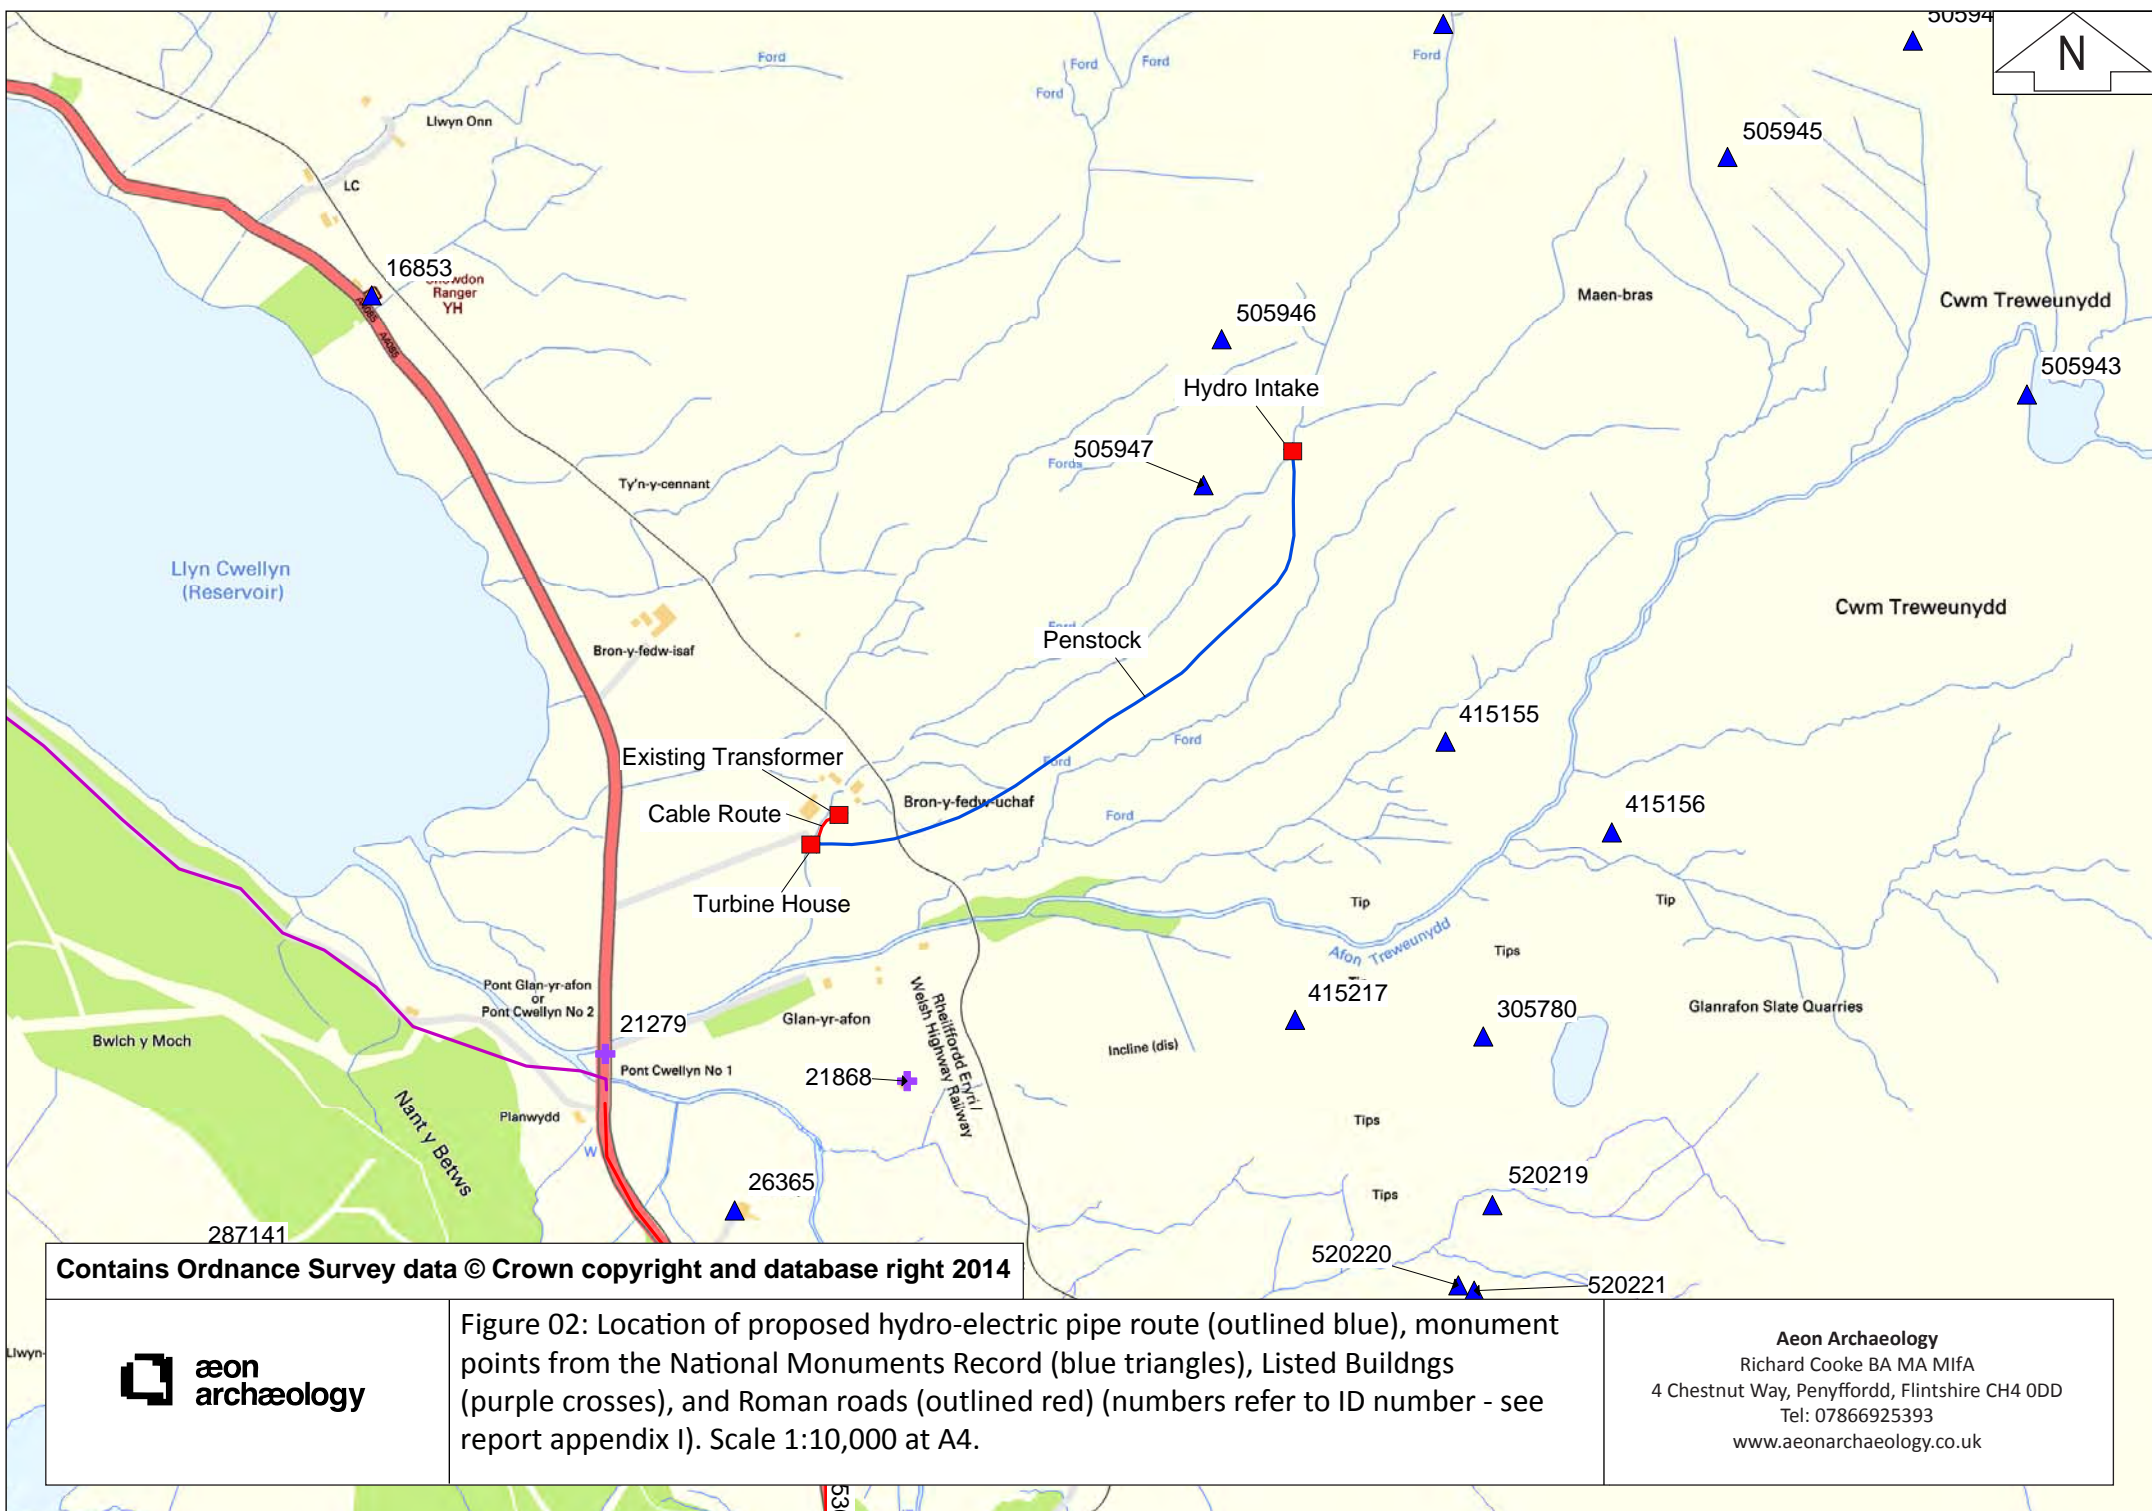 50594
N
Ford
Ford
Ford
Ford
Ford
Llwyn Onn
505945
LC
16853
Snowdon
Ranger
YH
A4085
A4085
Maen-bras
Cwm Treweunydd
505946
505943
Hydro Intake
505947
Fords
Ty'n-y-cennant
Llyn Cwellyn
(Reservoir)
Cwm Treweunydd
Ford
Penstock
Bron-y-fedw-isaf
415155
Ford
Existing Transformer
Ford
Bron-y-fedw-uchaf
415156
Cable Route
Ford
Turbine House
Tip
Tip
Afon Treweunydd
Tips
Pont Glan-yr-afon
or
Pont Cwellyn No 2
415217
305780
Glanrafon Slate Quarries
21279
Glan-yr-afon
Rheilffordd Eryri /
Welsh Highway Railway
Bwlch y Moch
Incline (dis)
Pont Cwellyn No 1
21868
Planwydd
Nant y Betws
W
Tips
26365
520219
Tips
287141
520220
520221
Contains Ordnance Survey data © Crown copyright and database right 2014
Llwyn-
æon
archæology
Figure 02: Location of proposed hydro-electric pipe route (outlined blue), monument
points from the National Monuments Record (blue triangles), Listed Buildngs
(purple crosses), and Roman roads (outlined red) (numbers refer to ID number - see
report appendix I). Scale 1:10,000 at A4.
Aeon Archaeology
Richard Cooke BA MA MIfA
4 Chestnut Way, Penyffordd, Flintshire CH4 0DD
Tel: 07866925393
www.aeonarchaeology.co.uk